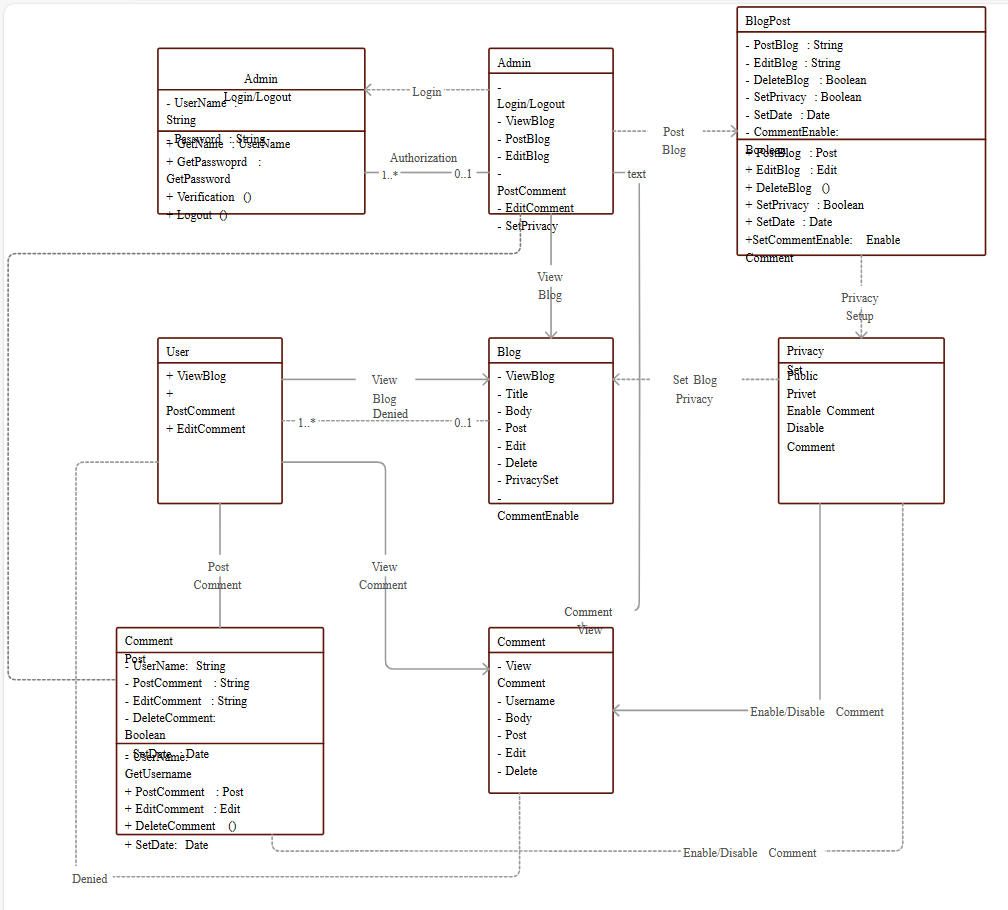 Admin
Login/Logout
- UserName :
String
- Password : String
+ GetName : UserName
+ GetPasswoprd :
GetPassword
+ Verification ()
+ Logout ()
Login
Authorization
1..*
0..1
Admin
-
Login/Logout
- ViewBlog
- PostBlog
- EditBlog
-
PostComment
- EditComment
- SetPrivacy
Post
Blog
text
BlogPost
- PostBlog : String
- EditBlog : String
- DeleteBlog : Boolean
- SetPrivacy : Boolean
- SetDate : Date
- CommentEnable:
Boolean
+ PostBlog : Post
+ EditBlog : Edit
+ DeleteBlog ()
+ SetPrivacy : Boolean
+ SetDate : Date
+SetCommentEnable: Enable
Comment
View
Blog
Privacy
Setup
User
+ ViewBlog
+
PostComment
+ EditComment
View
Blog
Denied
1..*
0..1
Blog
- ViewBlog
- Title
- Body
- Post
- Edit
- Delete
- PrivacySet
-
CommentEnable
Set Blog
Privacy
Privacy
Set
Public
Privet
Enable Comment
Disable
Comment
Post
Comment
View
Comment
Comment
View
Comment
Post
- UserName: String
- PostComment : String
- EditComment : String
- DeleteComment:
Boolean
- SetDate : Date
- UserName:
GetUsername
+ PostComment : Post
+ EditComment : Edit
+ DeleteComment ()
+ SetDate: Date
Comment
- View
Comment
- Username
- Body
- Post
- Edit
- Delete
Enable/Disable Comment
Enable/Disable Comment
Denied